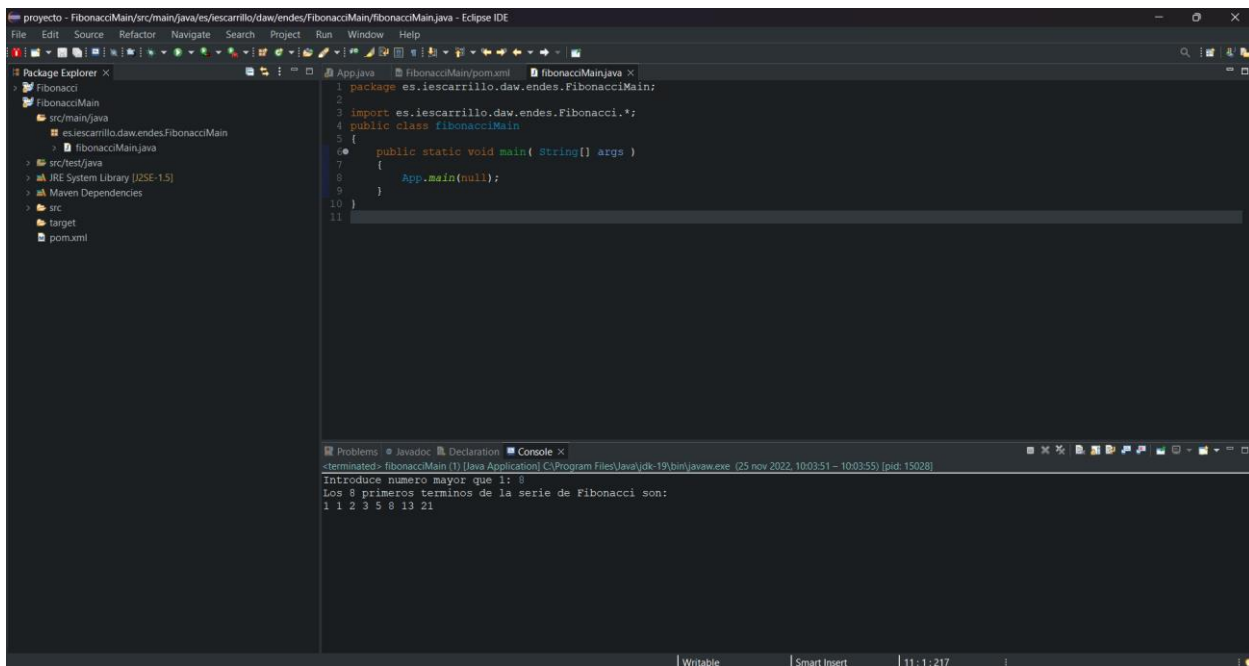 proyecto - FibonacciMain/src/main/java/es/iescarrillo/daw/endes/FibonacciMain/fibonacciMain.java - Eclipse IDE
File Edit Source Refactor Navigate Search Project Run Window Help
Package Explorer
Fibonacci
FibonacciMain
src/main/java
es.iescarrillo.daw.endes.FibonacciMain
fibonacciMain.java
src/test/java
JRE System Library [J2SE-1.5]
Maven Dependencies
src
target
pom.xml
App.java FibonacciMain/pom.xml fibonacciMain.java
1 package es.iescarrillo.daw.endes.FibonacciMain;
2
3 import es.iescarrillo.daw.endes.Fibonacci.*;
4 public class fibonacciMain
5 {
6 public static void main( String[] args )
7 {
8 App.main(null);
9 }
10 }
11
Problems Javadoc Declaration Console
<terminated> fibonacciMain (1) [Java Application] C:\Program Files\Java\jdk-19\bin\javaw.exe (25 nov 2022, 10:03:51 – 10:03:55) [pid: 15028]
Introduce numero mayor que 1: 8
Los 8 primeros terminos de la serie de Fibonacci son:
1 1 2 3 5 8 13 21
Writable Smart Insert 11 : 1 : 217